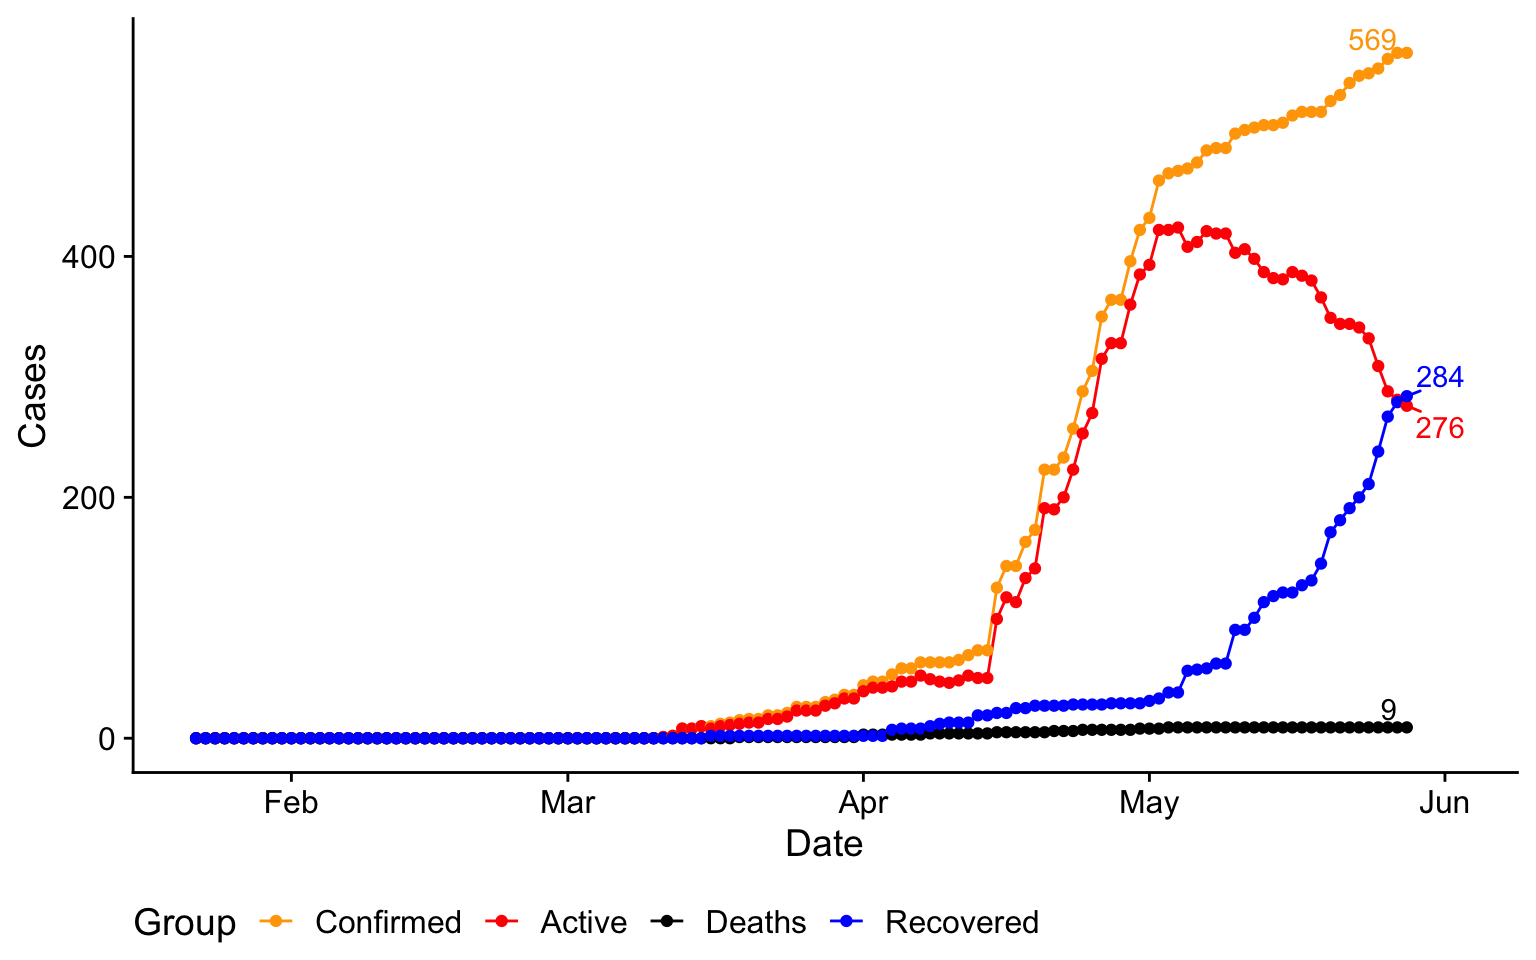 569
400
284
276
Cases
200
9
0
Feb Mar Apr May Jun
Date
Group Confirmed Active Deaths Recovered